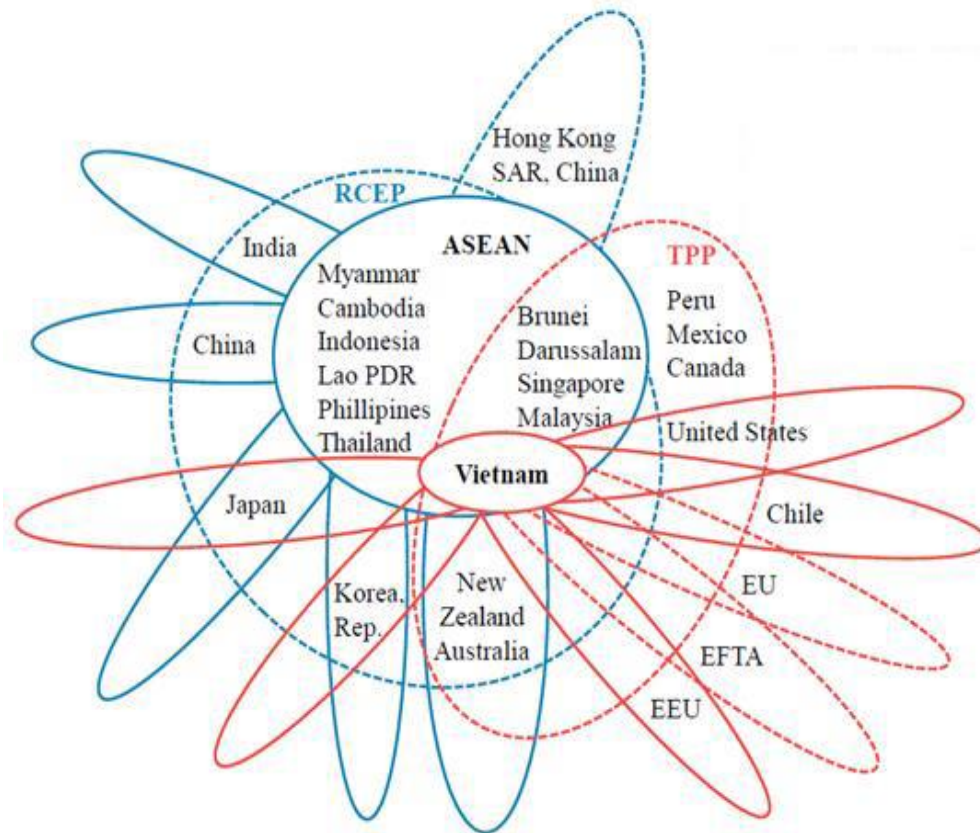 Hong Kong
SAR, China
RCEP
ASEAN
TPP
India
Myanmar
Cambodia
Indonesia
Lao PDR
Phillipines
Thailand
China
Brunei
Darussalam
Singapore
Malaysia
Peru
Mexico
Canada
United States
Vietnam
Japan
Chile
Korea.
Rep.
New
Zealand
Australia
EU
EFTA
EEU